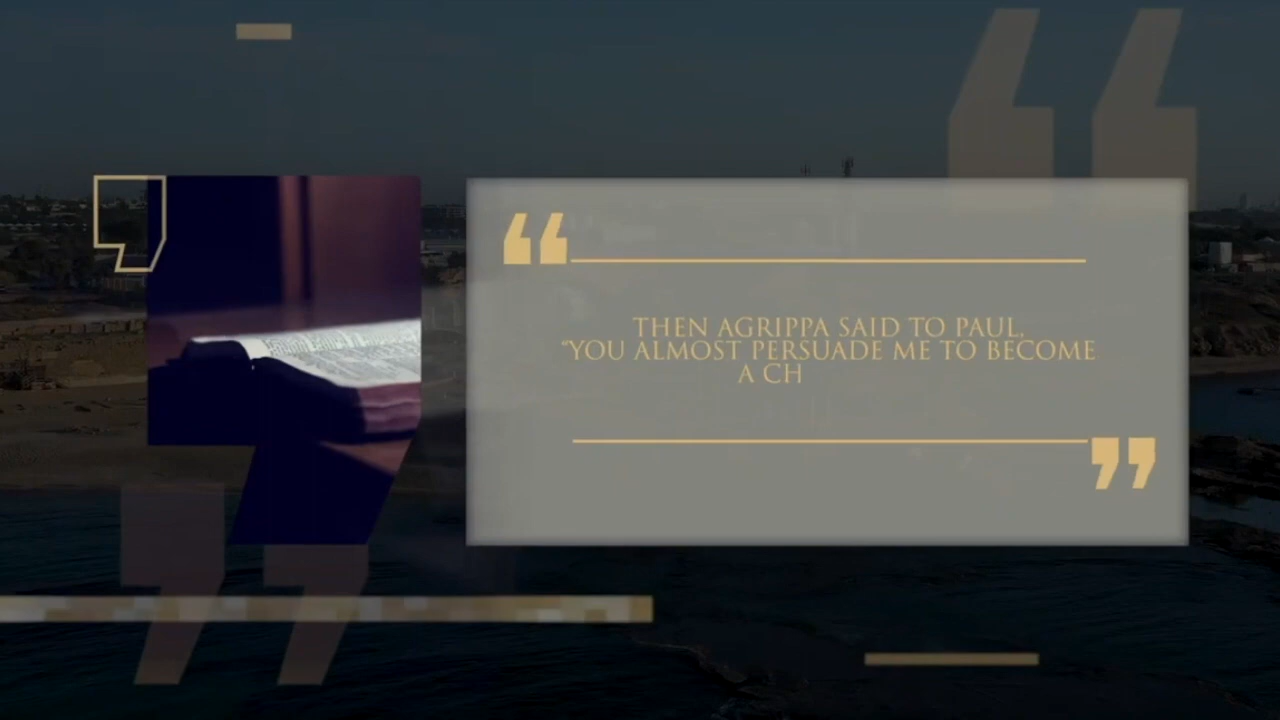 THEN AGRIPPA SAID TO PAUL,
“YOU ALMOST PERSUADE ME TO BECOME
A CH